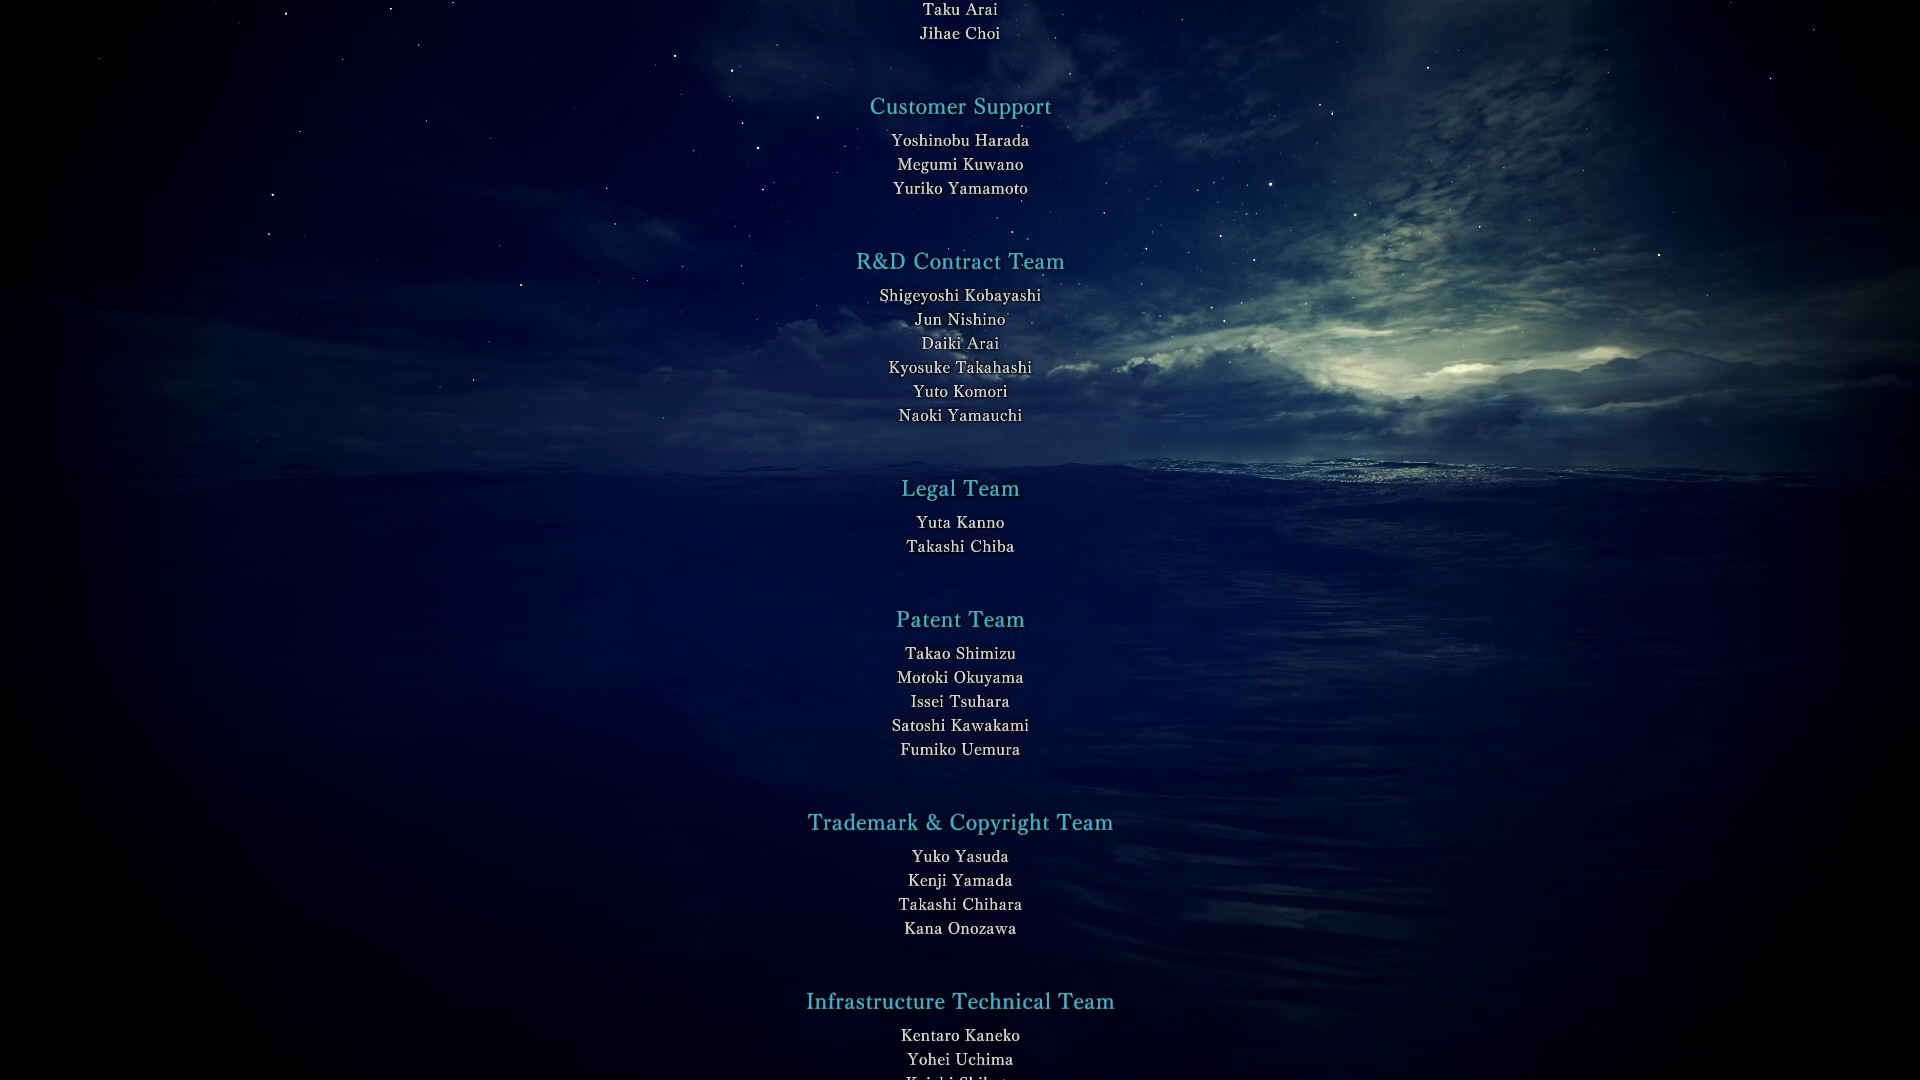 Taku Arai
Jihae Choi
Customer Support
Yoshinobu Harada
Megumi Kuwano
Yuriko Yamamoto
R&D Contract Team
Shigeyoshi Kobayashi
Jun Nishino
Daiki Arai
Kyosuke Takahashi
Yuto Komori
Naoki Yamauchi
Legal Team
Yuta Kanno
Takashi Chiba
Patent Team
Takao Shimizu
Motoki Okuyama
Issei Tsuhara
Satoshi Kawakami
Fumiko Uemura
Trademark & Copyright Team
Yuko Yasuda
Kenji Yamada
Takashi Chihara
Kana Onozawa
Infrastructure Technical Team
Kentaro Kaneko
Yohei Uchima